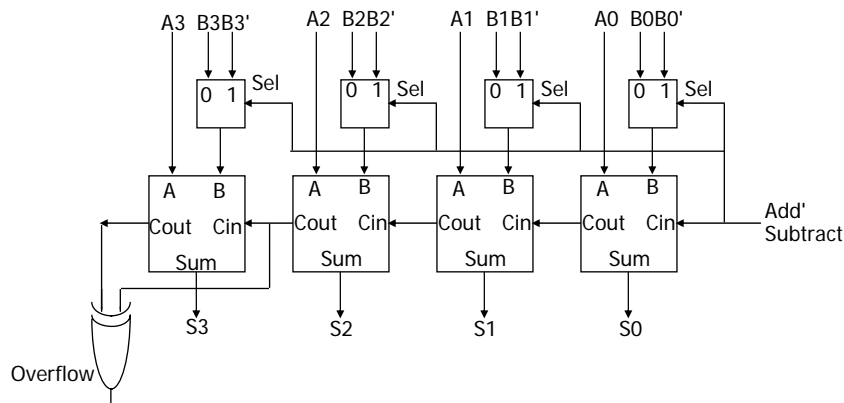 A3 B3B3' A2 B2B2' A1 B1B1' A0 B0B0'
0 1 Sel 0 1 Sel 0 1 Sel 0 1 Sel
A B A B A B A B
Cout Cin Cout Cin Cout Cin Cout Cin Add'
Subtract
Sum Sum Sum Sum
S3 S2 S1 S0
Overflow